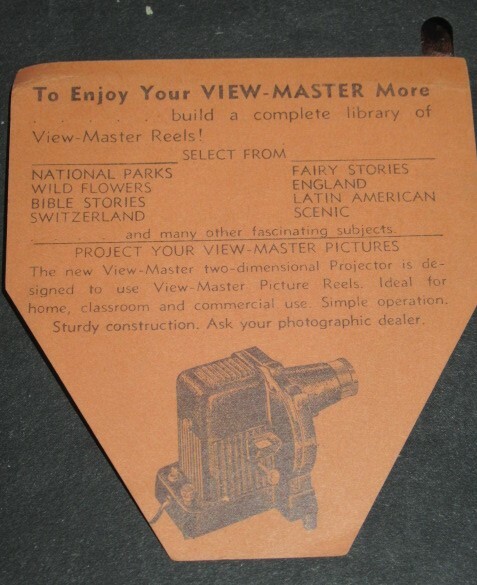 To Enjoy Your VIEW-MASTER More
. . . . . . . . . . build a complete library of
View-Master Reels!
SELECT FROM
NATIONAL PARKS FAIRY STORIES
WILD FLOWERS ENGLAND
BIBLE STORIES LATIN AMERICAN
SWITZERLAND SCENIC
. . . and many other fascinating subjects.
PROJECT YOUR VIEW-MASTER PICTURES
The new View-Master two-dimensional Projector is de-
signed to use View-Master Picture Reels. Ideal for
home, classroom and commercial use. Simple operation.
Sturdy construction. Ask your photographic dealer.